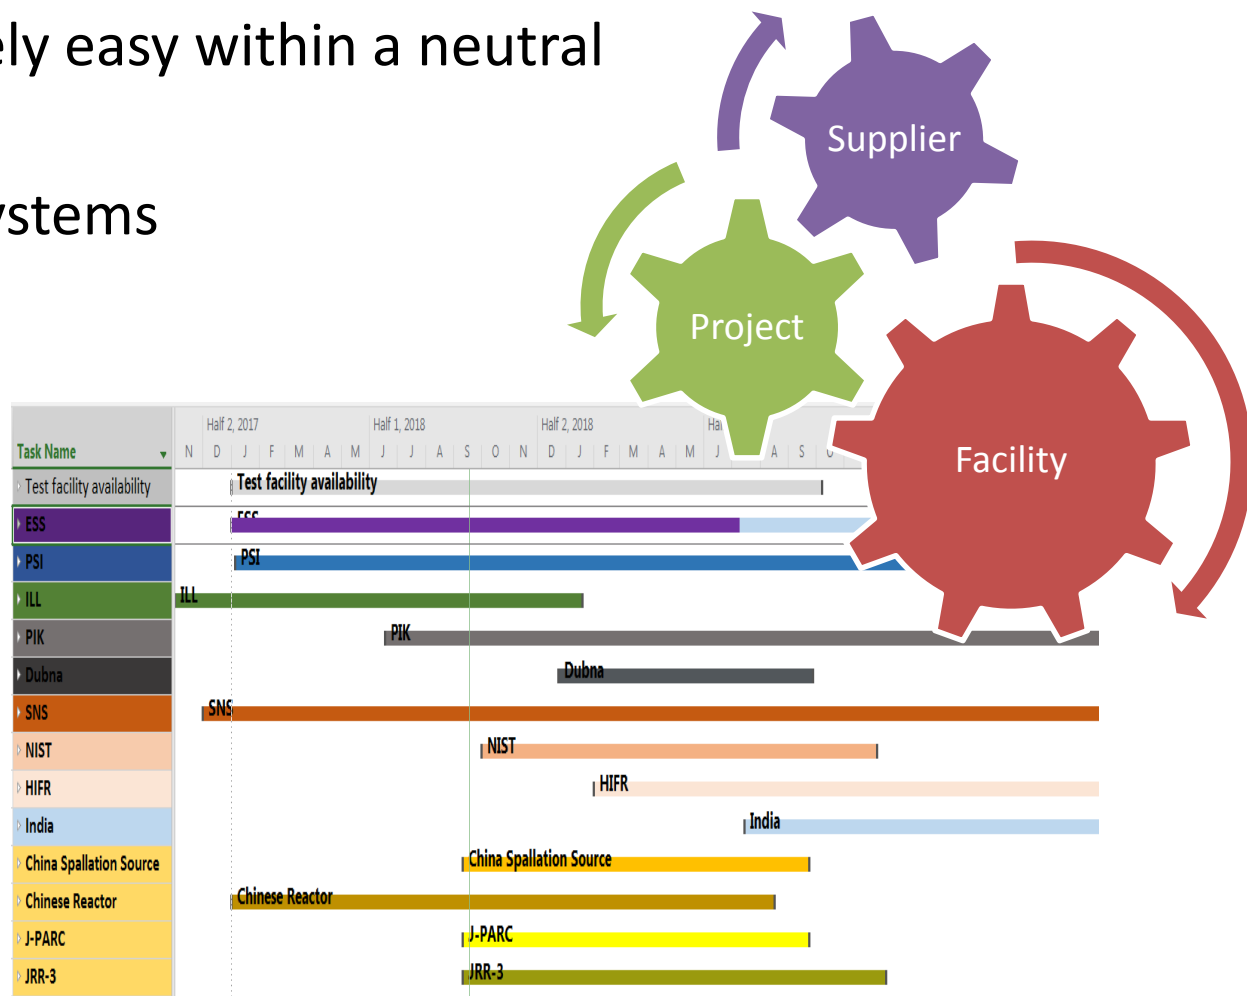 easy within a neutral
Supplier
Project
Facility
Half 2, 2017 Half 1, 2018 Half 2, 2018
Task Name N D J F M A M J J A S O N D J F M A M J A S
Test facility availability Test facility availability
ESS ESS
PSI PSI
ILL ILL
PIK PIK
Dubna Dubna
SNS SNS
NIST NIST
HIFR HIFR
India India
China Spallation Source China Spallation Source
Chinese Reactor Chinese Reactor
J-PARC J-PARC
JRR-3 JRR-3